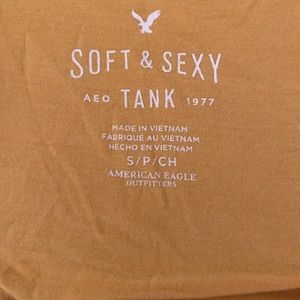 SOFT & SEXY
AEO TANK 1977
MADE IN VIETNAM
FABRIQUÉ AU VIETNAM
HECHO EN VIETNAM
S/P/CH
AMERICAN EAGLE
OUTFITTERS